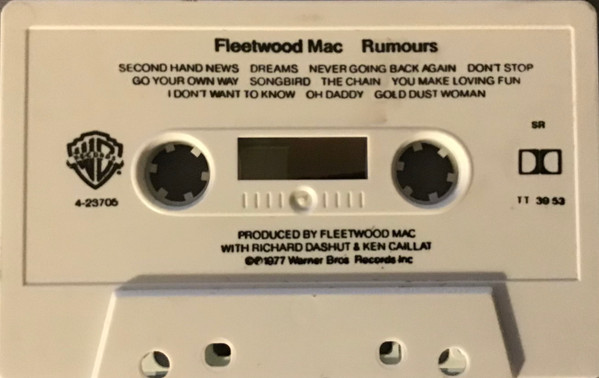 Fleetwood Mac Rumours
SECOND HAND NEWS DREAMS NEVER GOING BACK AGAIN DON'T STOP
GO YOUR OWN WAY SONGBIRD THE CHAIN YOU MAKE LOVING FUN
I DON'T WANT TO KNOW OH DADDY GOLD DUST WOMAN
SR
4-23705
TT 39 53
PRODUCED BY FLEETWOOD MAC
WITH RICHARD DASHUT & KEN CAILLAT
©℗1977 Warner Bros Records Inc